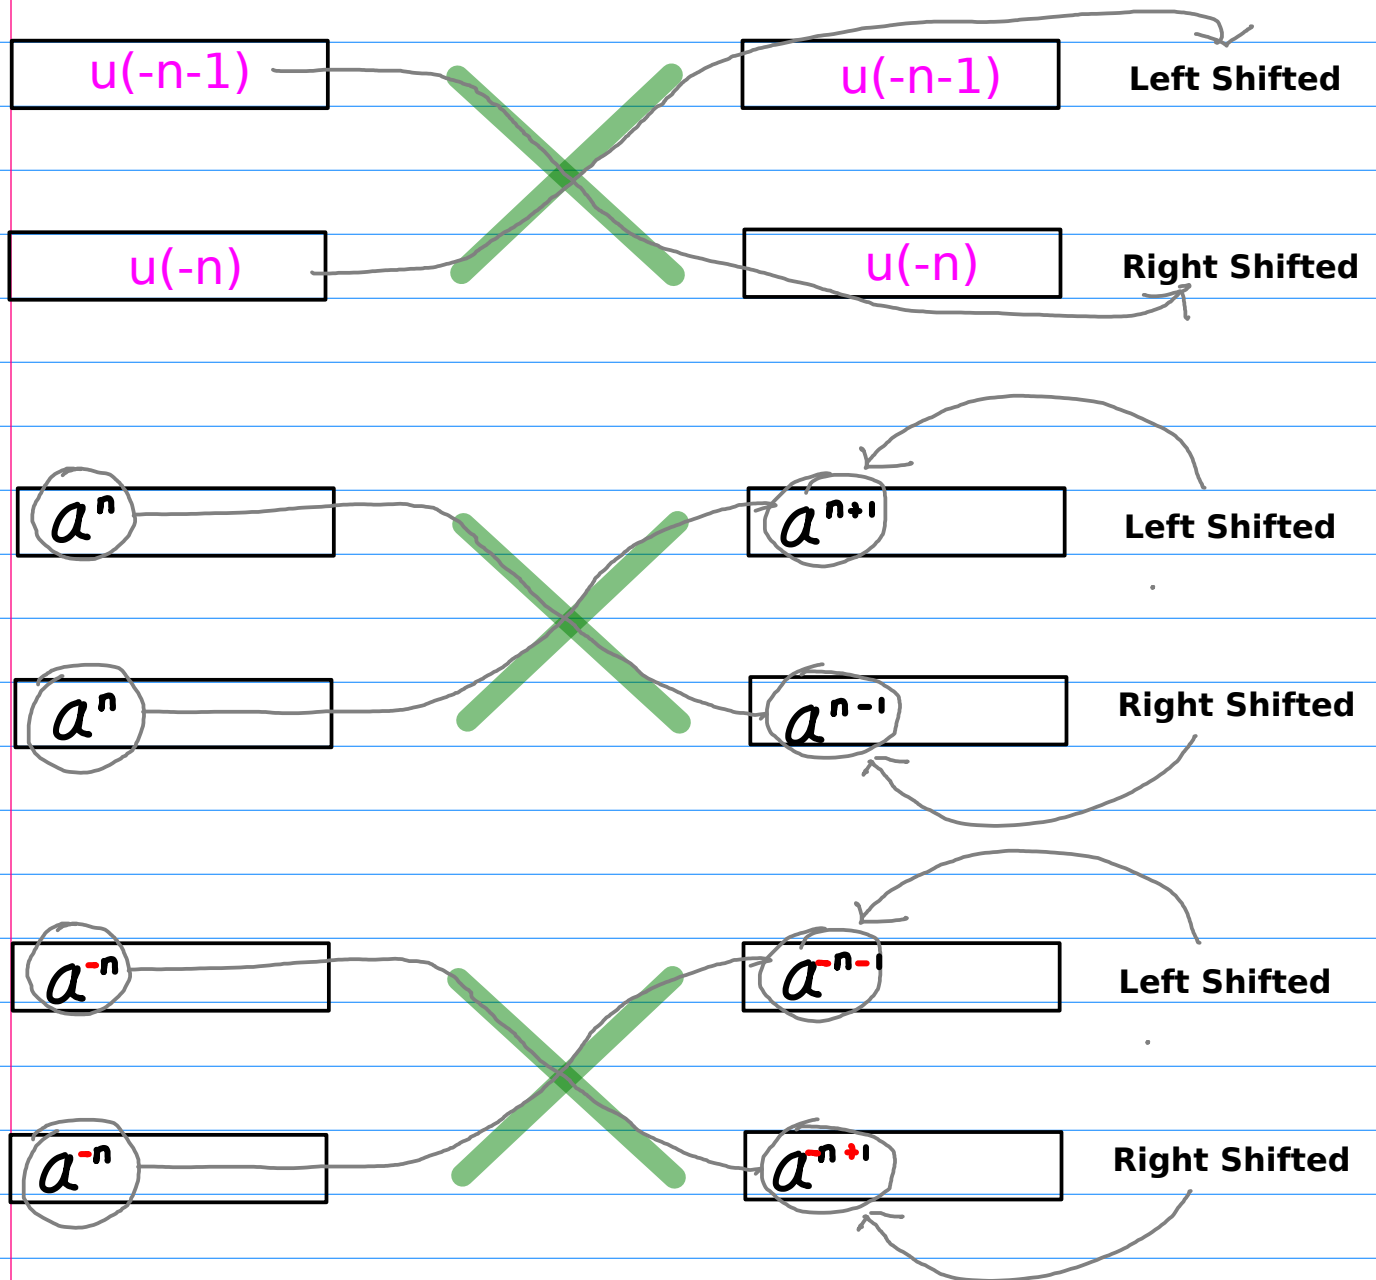 u(-n-1) u(-n-1) Left Shifted
u(-n) u(-n) Right Shifted
aⁿ aⁿ⁺¹ Left Shifted
aⁿ aⁿ⁻¹ Right Shifted
a⁻ⁿ a⁻ⁿ⁻¹ Left Shifted
a⁻ⁿ a⁻ⁿ⁺¹ Right Shifted